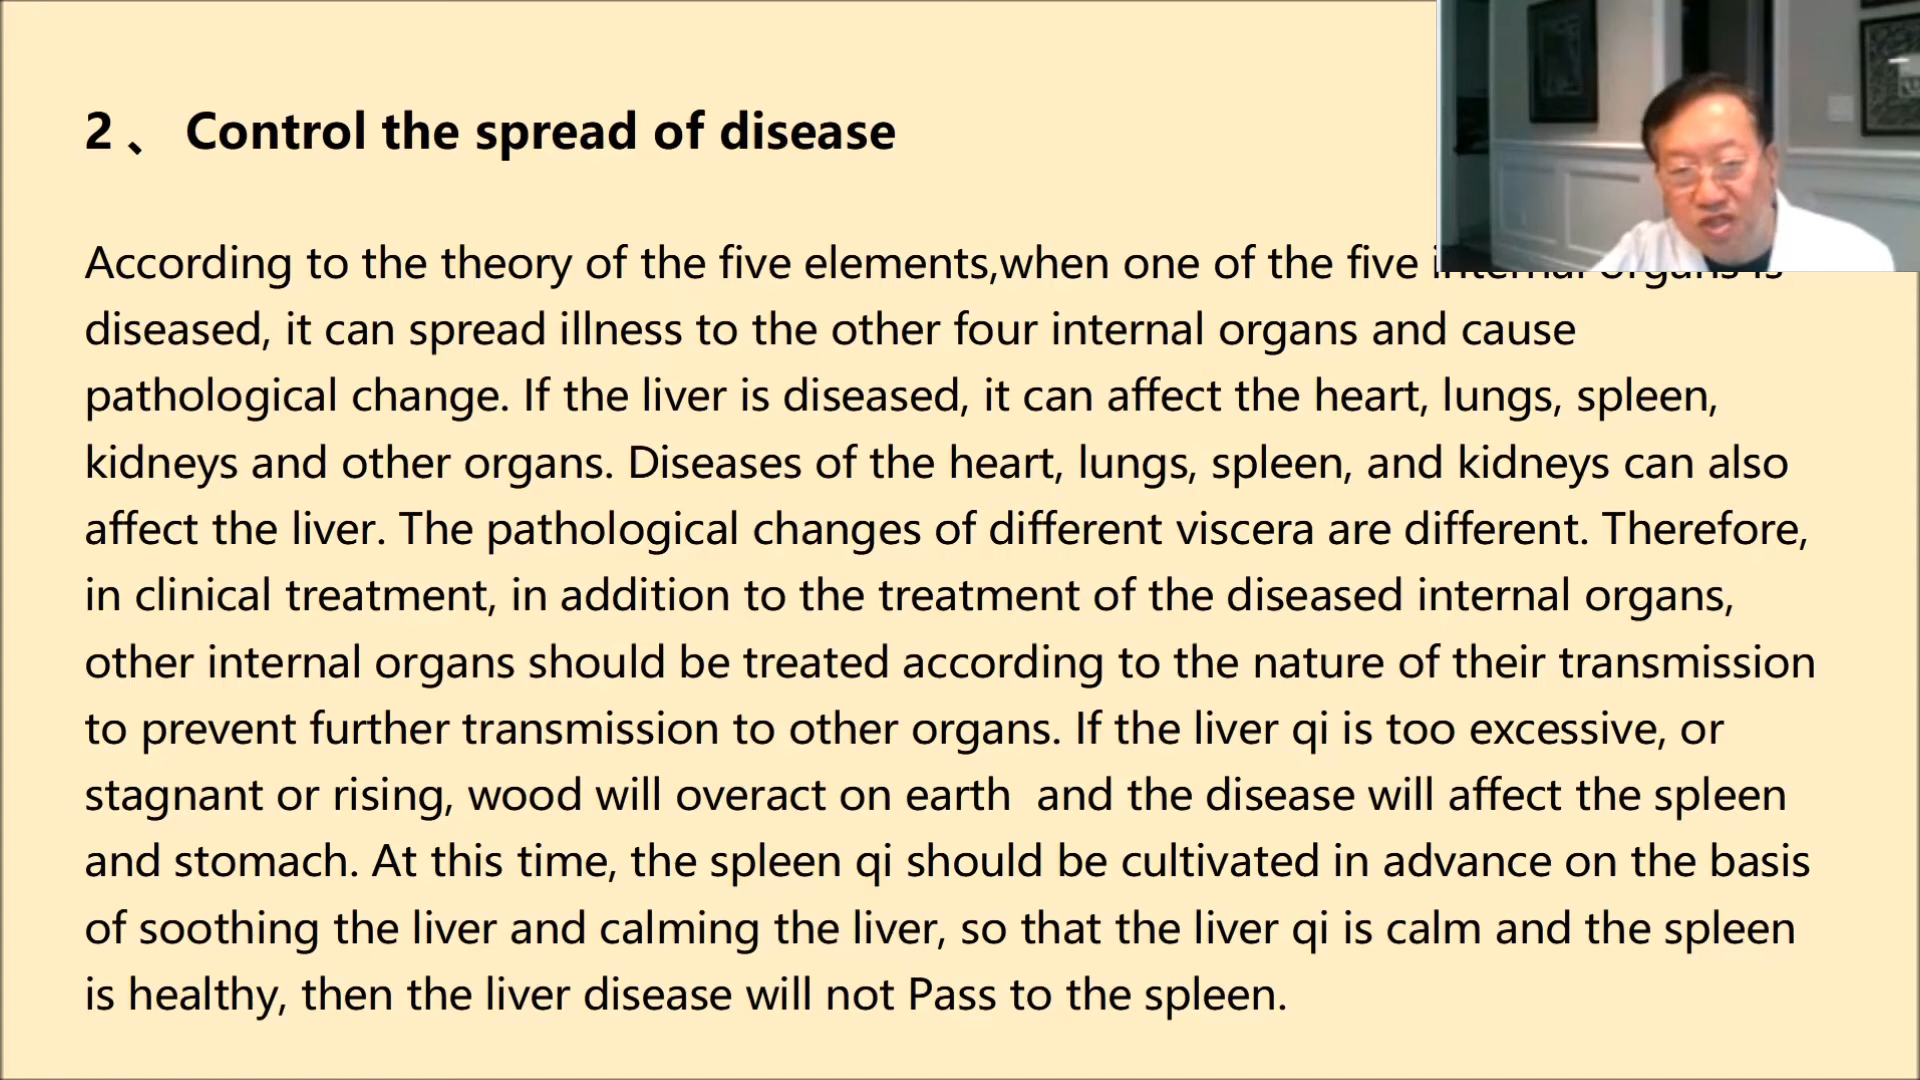 2、 Control the spread of disease
According to the theory of the five elements,when one of the five internal organs is
diseased, it can spread illness to the other four internal organs and cause
pathological change. If the liver is diseased, it can affect the heart, lungs, spleen,
kidneys and other organs. Diseases of the heart, lungs, spleen, and kidneys can also
affect the liver. The pathological changes of different viscera are different. Therefore,
in clinical treatment, in addition to the treatment of the diseased internal organs,
other internal organs should be treated according to the nature of their transmission
to prevent further transmission to other organs. If the liver qi is too excessive, or
stagnant or rising, wood will overact on earth  and the disease will affect the spleen
and stomach. At this time, the spleen qi should be cultivated in advance on the basis
of soothing the liver and calming the liver, so that the liver qi is calm and the spleen
is healthy, then the liver disease will not Pass to the spleen.